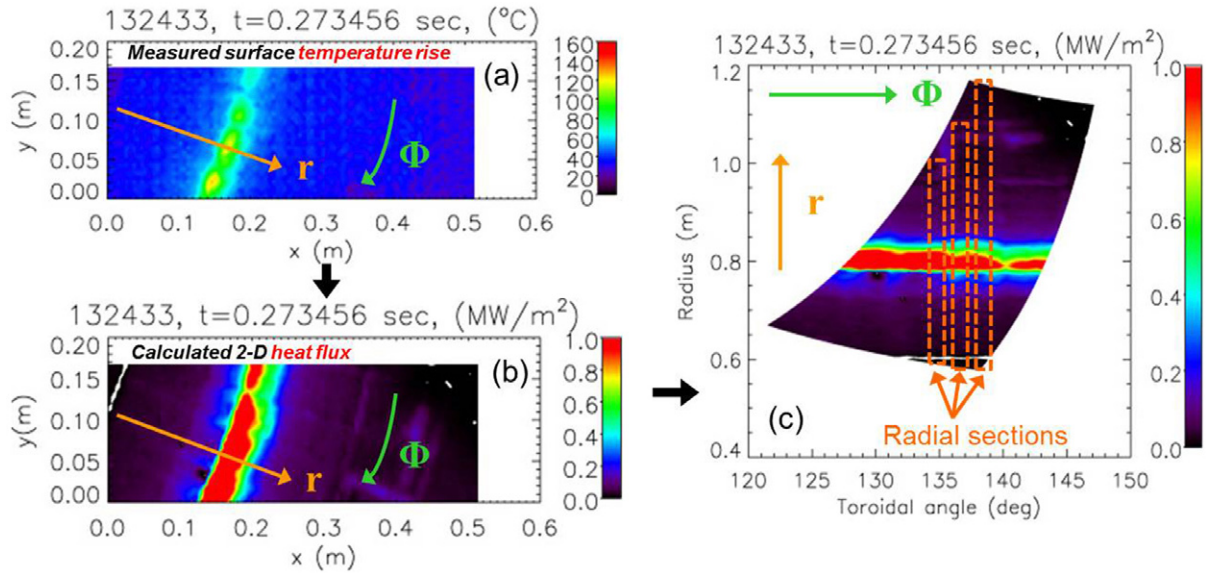 132433, t=0.273456 sec, (°C)
Measured surface temperature rise
(a)
r
Φ
y (m)
0.20
0.15
0.10
0.05
0.00
0.0 0.1 0.2 0.3 0.4 0.5 0.6
x (m)
160
140
120
100
80
60
40
20
0
132433, t=0.273456 sec, (MW/m²)
Calculated 2-D heat flux
(b)
r
Φ
y(m)
0.20
0.15
0.10
0.05
0.00
0.0 0.1 0.2 0.3 0.4 0.5 0.6
x (m)
1.0
0.8
0.6
0.4
0.2
0.0
132433, t=0.273456 sec, (MW/m²)
Φ
r
(c)
Radial sections
Radius (m)
1.2
1.0
0.8
0.6
0.4
120 125 130 135 140 145 150
Toroidal angle (deg)
1.0
0.8
0.6
0.4
0.2
0.0